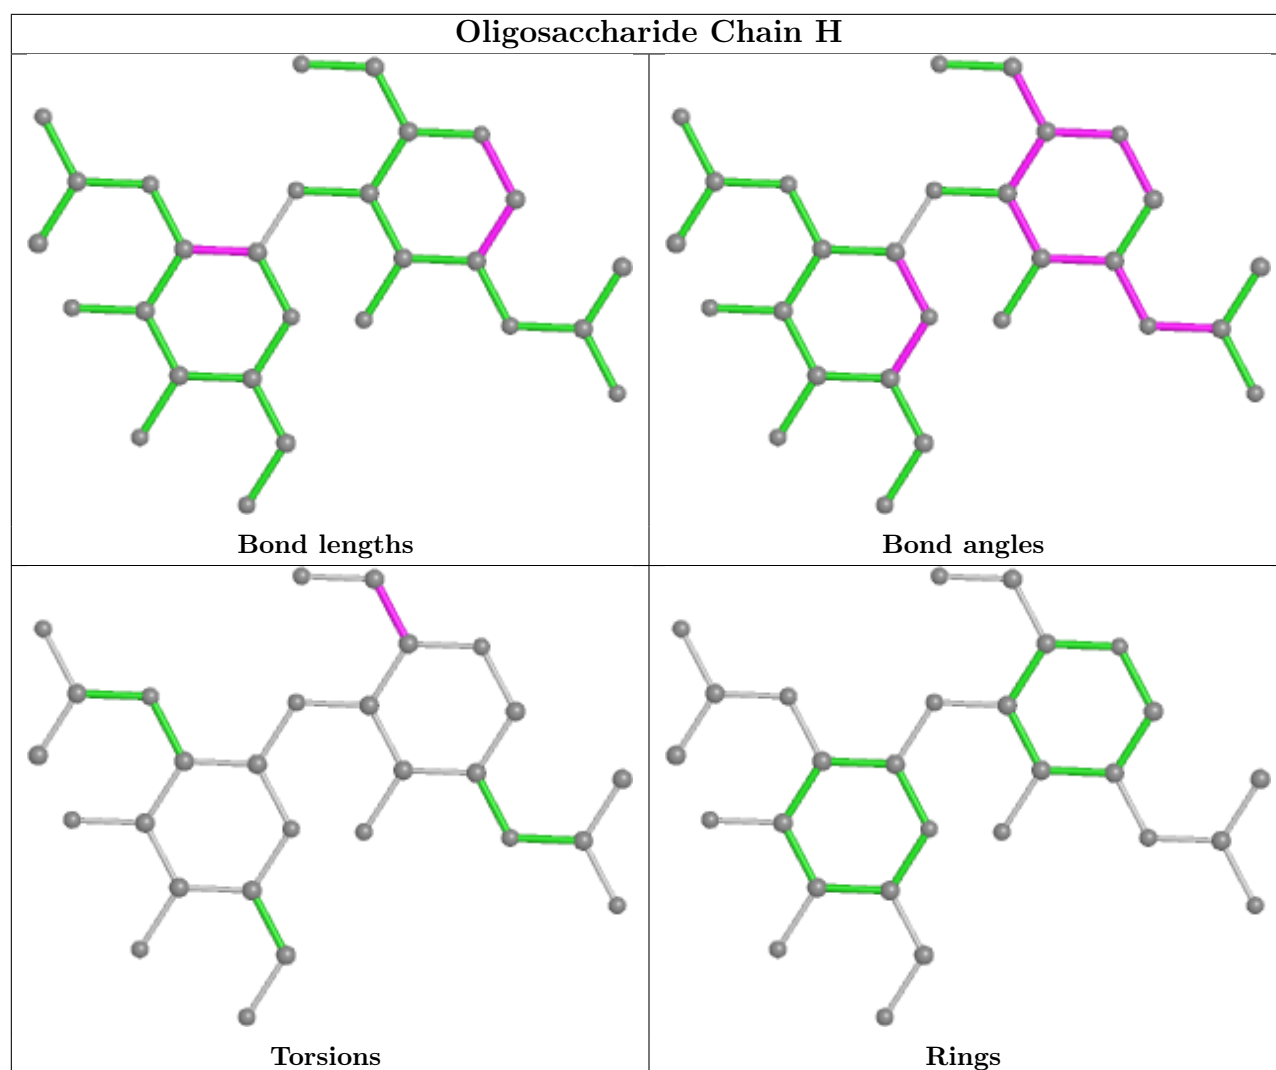 Oligosaccharide Chain H
Bond lengths
Bond angles
Torsions
Rings